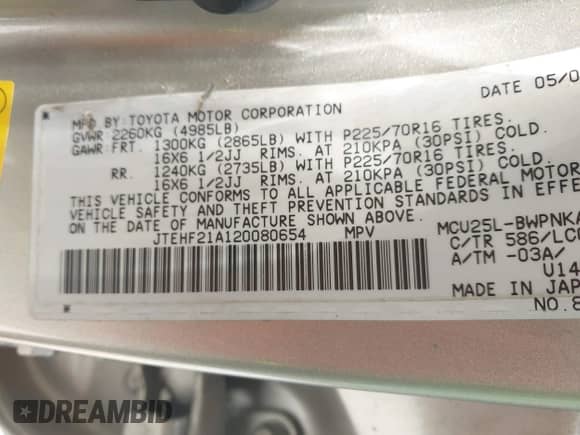 DATE 05/0
MFD BY:TOYOTA MOTOR CORPORATION
GVWR 2260KG (4985LB)
GAWR:FRT. 1300KG (2865LB) WITH P225/70R16 TIRES.
16X6 1/2JJ RIMS. AT 210KPA (30PSI) COLD.
RR. 1240KG (2735LB) WITH P225/70R16 TIRES.
16X6 1/2JJ RIMS. AT 210KPA (30PSI) COLD.
THIS VEHICLE CONFORMS TO ALL APPLICABLE FEDERAL MOTOR
VEHICLE SAFETY AND THEFT PREVENTION STANDARDS IN EFFE
ON THE DATE OF MANUFACTURE SHOWN ABOVE.
JTEHF21A120080654 MPV
MCU25L-BWPNKA
C/TR 586/LC
A/TM -03A/
U14
MADE IN JAP
NO.8
DREAMBID